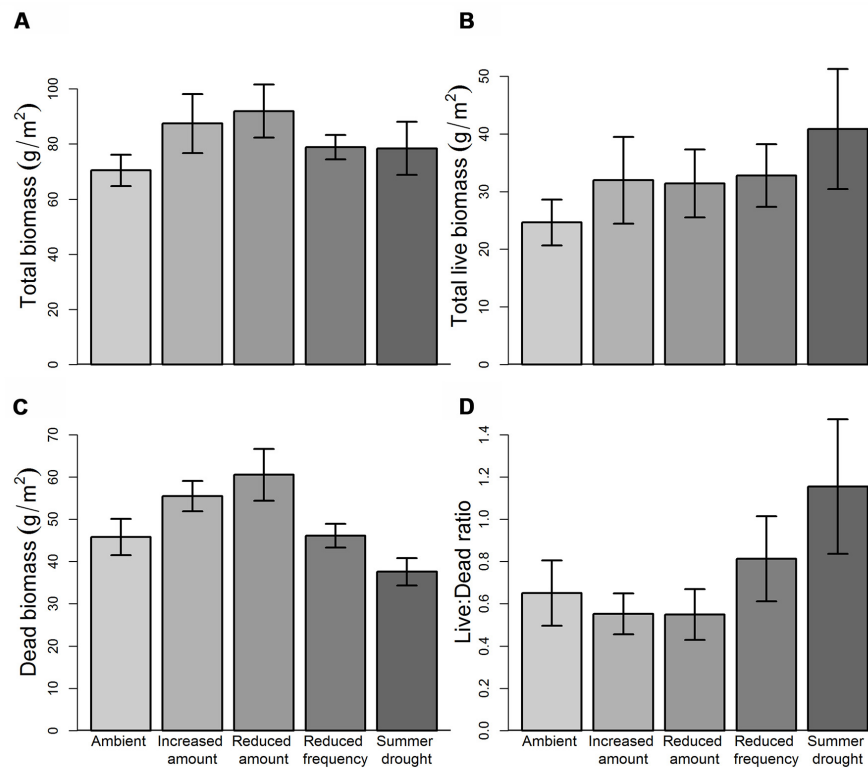 A
Total biomass (g/m²)
100
80
60
40
20
0
B
Total live biomass (g/m²)
50
40
30
20
10
0
C
Dead biomass (g/m²)
70
60
50
40
30
20
10
0
Ambient Increased Reduced Reduced Summer
amount amount frequency drought
D
Live:Dead ratio
1.4
1.2
1.0
0.8
0.6
0.4
0.2
0.0
Ambient Increased Reduced Reduced Summer
amount amount frequency drought